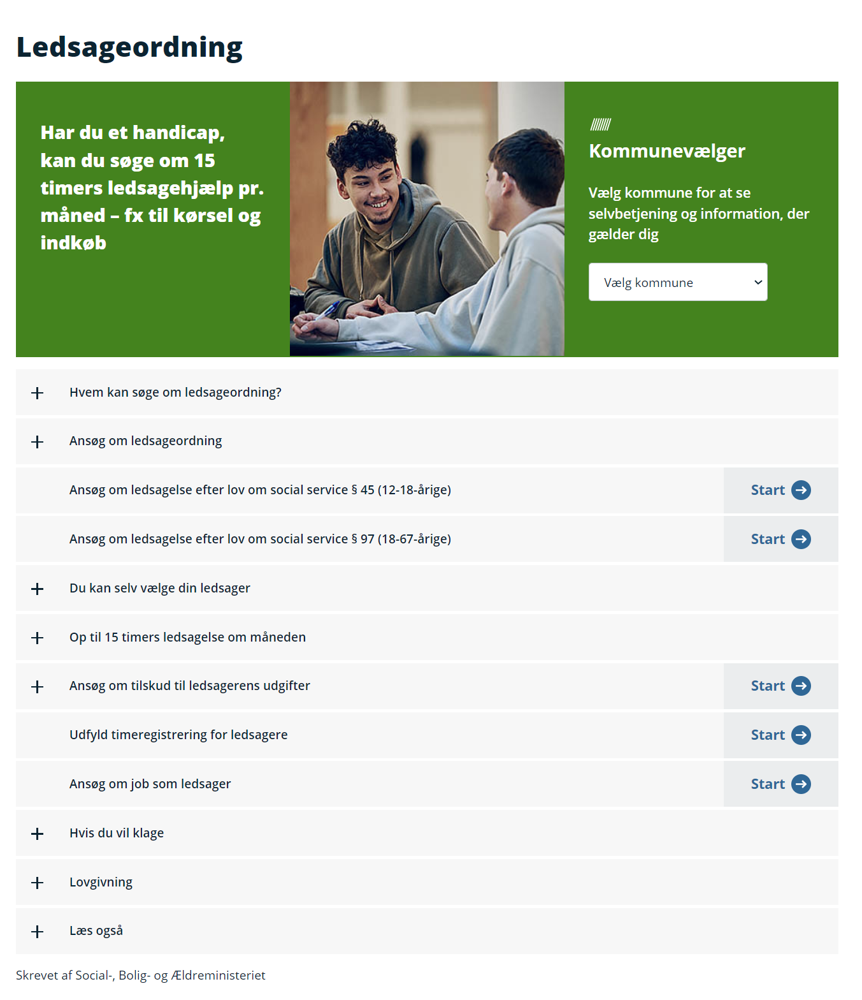 Ledsageordning
Har du et handicap,
kan du søge om 15
timers ledsagehjælp pr.
måned – fx til kørsel og
indkøb
Kommunevælger
Vælg kommune for at se
selvbetjening og information, der
gælder dig
Vælg kommune
Hvem kan søge om ledsageordning?
Ansøg om ledsageordning
Ansøg om ledsagelse efter lov om social service § 45 (12-18-årige)
Start
Ansøg om ledsagelse efter lov om social service § 97 (18-67-årige)
Start
Du kan selv vælge din ledsager
Op til 15 timers ledsagelse om måneden
Ansøg om tilskud til ledsagerens udgifter
Start
Udfyld timeregistrering for ledsagere
Start
Ansøg om job som ledsager
Start
Hvis du vil klage
Lovgivning
Læs også
Skrevet af Social-, Bolig- og Ældreministeriet